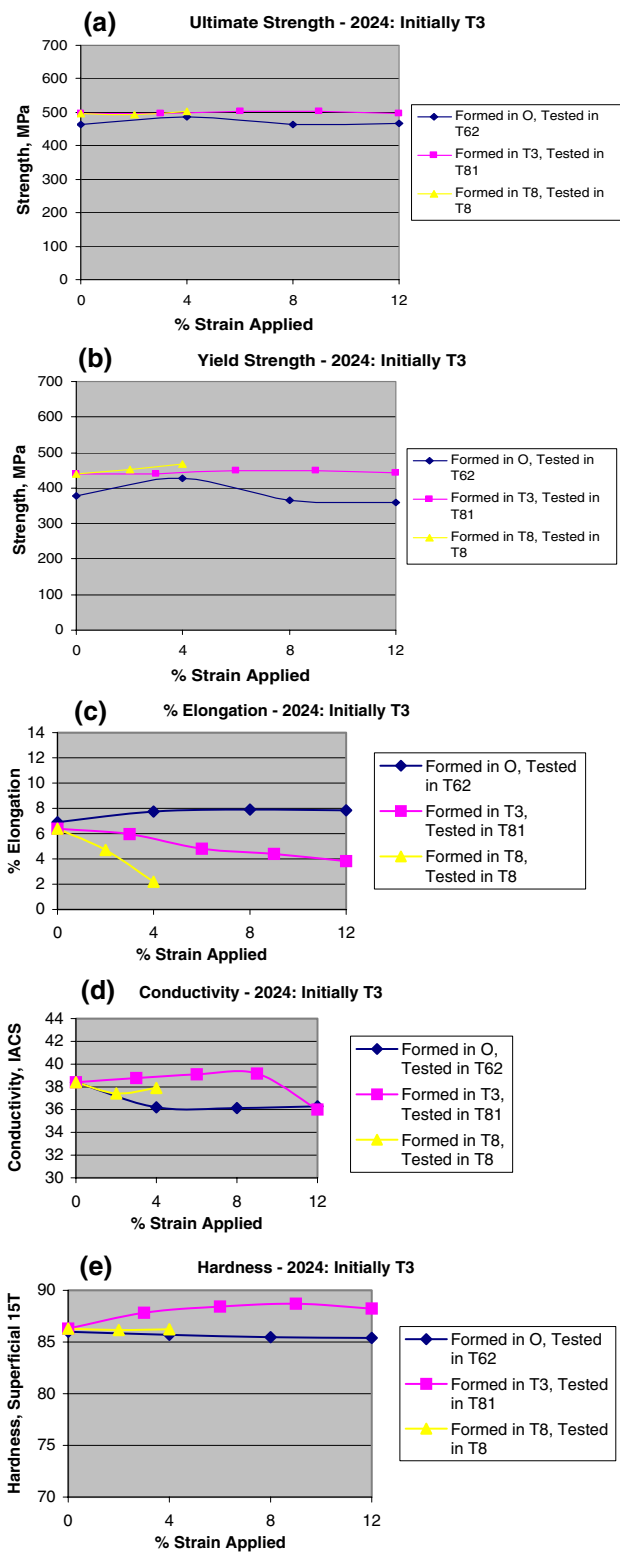 (a)
Ultimate Strength - 2024: Initially T3
700
600
500
400
300
200
100
0
Strength, MPa
0 4 8 12
% Strain Applied
Formed in O, Tested in
T62
Formed in T3, Tested in
T81
Formed in T8, Tested in
T8
(b)
Yield Strength - 2024: Initially T3
700
600
500
400
300
200
100
0
Strength, MPa
0 4 8 12
% Strain Applied
Formed in O, Tested in
T62
Formed in T3, Tested in
T81
Formed in T8, Tested in
T8
(c)
% Elongation - 2024: Initially T3
14
12
10
8
6
4
2
0
% Elongation
0 4 8 12
% Strain Applied
Formed in O, Tested
in T62
Formed in T3,
Tested in T81
Formed in T8,
Tested in T8
(d)
Conductivity - 2024: Initially T3
44
42
40
38
36
34
32
30
Conductivity, IACS
0 4 8 12
% Strain Applied
Formed in O,
Tested in T62
Formed in T3,
Tested in T81
Formed in T8,
Tested in T8
(e)
Hardness - 2024: Initially T3
90
85
80
75
70
Hardness, Superficial 15T
0 4 8 12
% Strain Applied
Formed in O, Tested
in T62
Formed in T3, Tested
in T81
Formed in T8, Tested
in T8